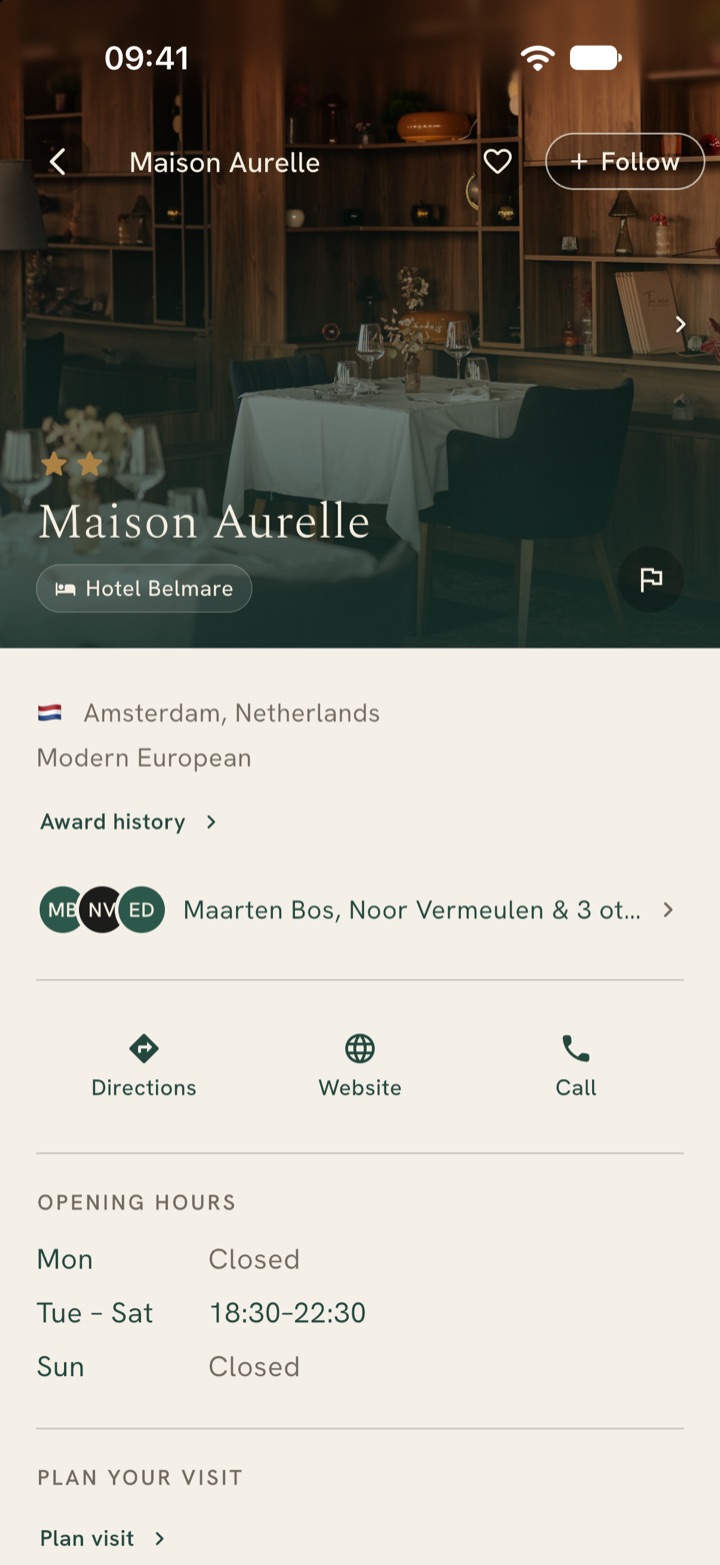 09:41
Maison Aurelle
+ Follow
Maison Aurelle
Hotel Belmare
Amsterdam, Netherlands
Modern European
Award history
MB NV ED Maarten Bos, Noor Vermeulen & 3 ot...
Directions
Website
Call
OPENING HOURS
Mon Closed
Tue – Sat 18:30–22:30
Sun Closed
PLAN YOUR VISIT
Plan visit